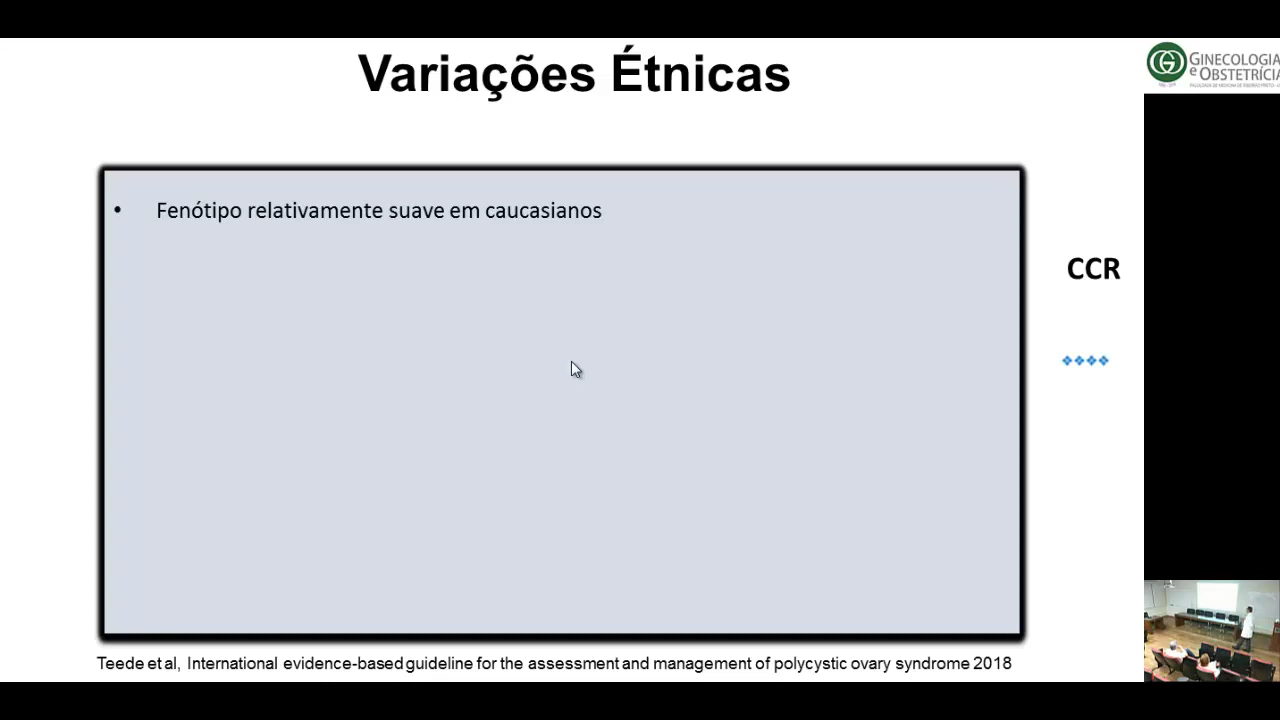 Variações Étnicas
GINECOLOGIA
e OBSTETRÍCIA
• Fenótipo relativamente suave em caucasianos
CCR
❖❖❖❖
Teede et al, International evidence-based guideline for the assessment and management of polycystic ovary syndrome 2018